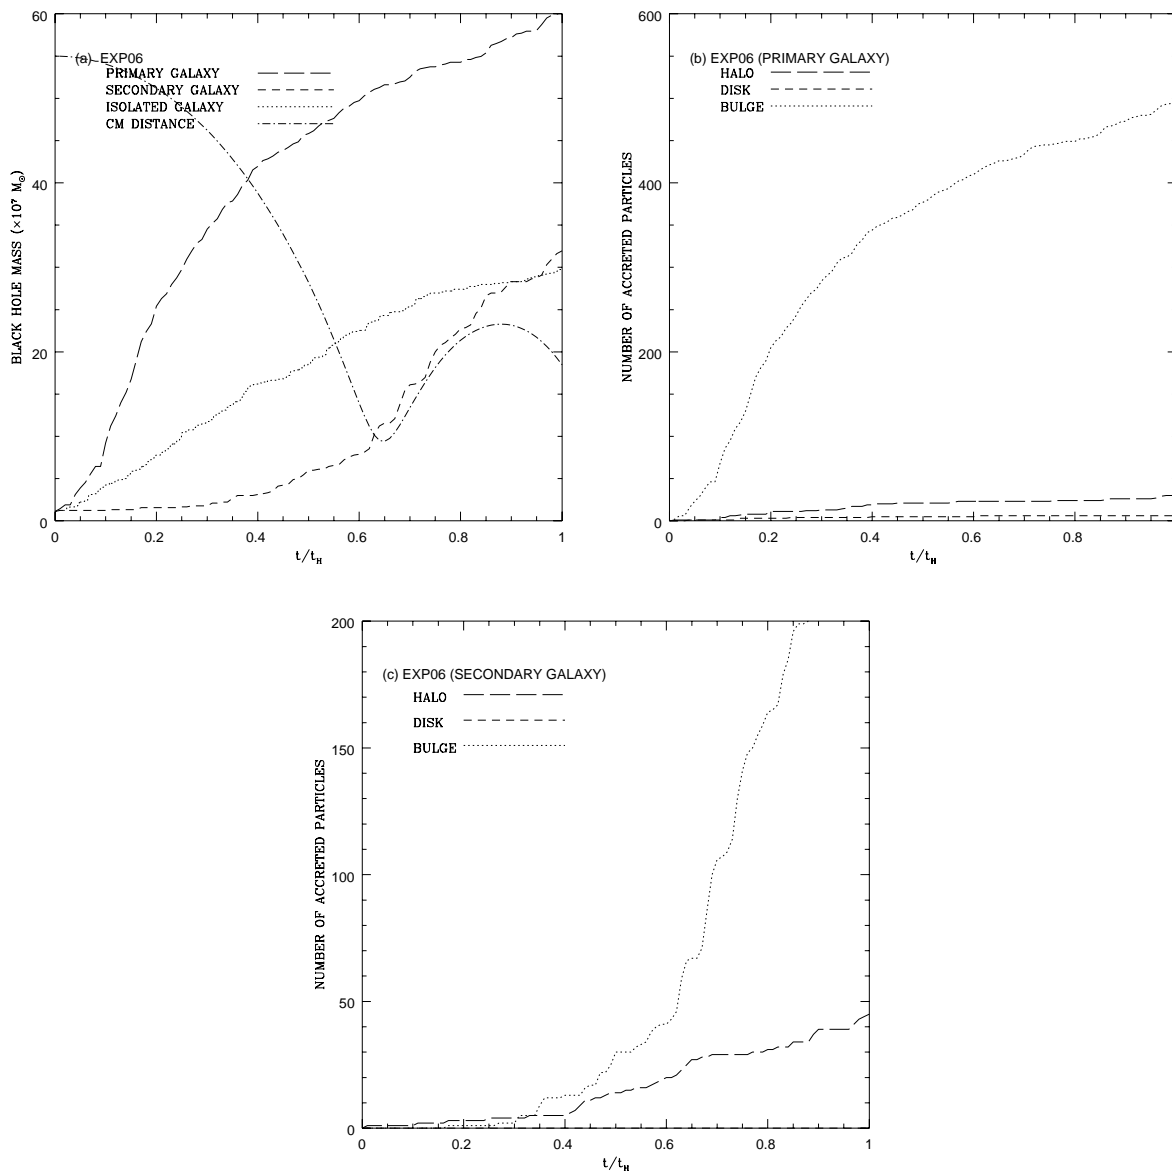 60
40
20
0
BLACK HOLE MASS (×10⁷ M⊙)
(a) EXP06
PRIMARY GALAXY
SECONDARY GALAXY
ISOLATED GALAXY
CM DISTANCE
0 0.2 0.4 0.6 0.8 1
t/tH
600
400
200
0
NUMBER OF ACCRETED PARTICLES
(b) EXP06 (PRIMARY GALAXY)
HALO
DISK
BULGE
0 0.2 0.4 0.6 0.8
t/tH
200
150
100
50
0
NUMBER OF ACCRETED PARTICLES
(c) EXP06 (SECONDARY GALAXY)
HALO
DISK
BULGE
0 0.2 0.4 0.6 0.8 1
t/tH